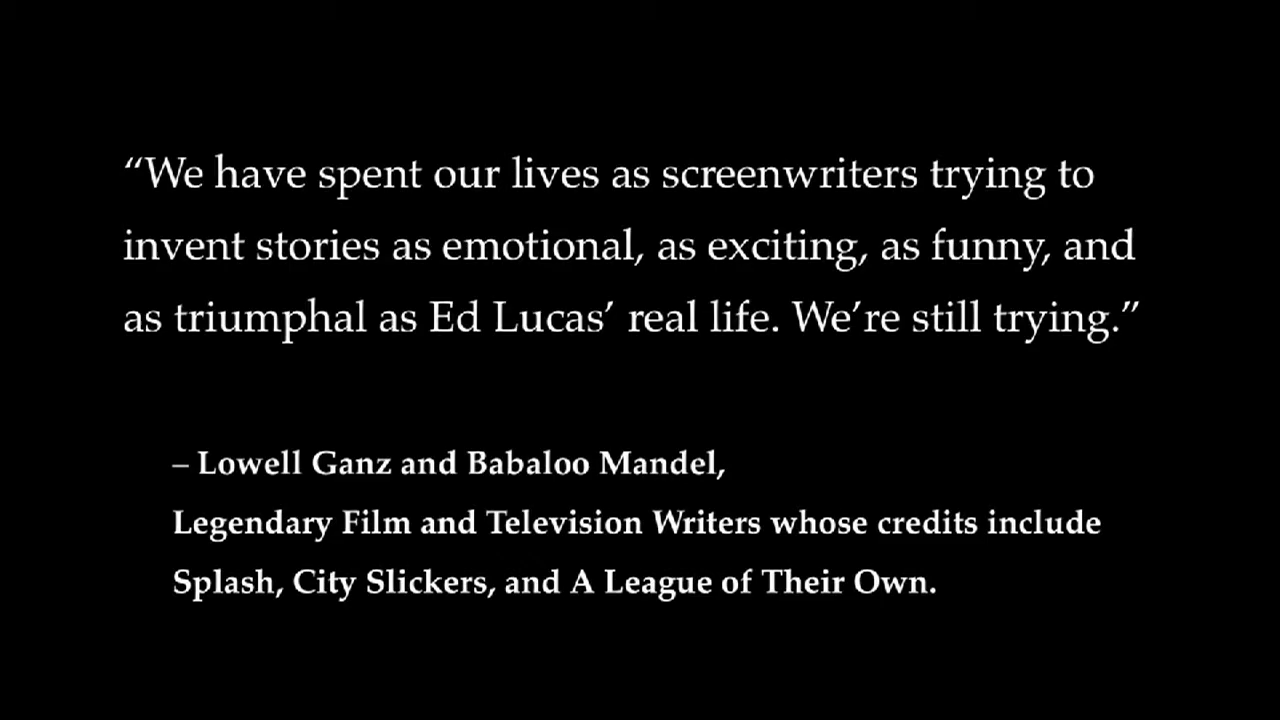 “We have spent our lives as screenwriters trying to
invent stories as emotional, as exciting, as funny, and
as triumphal as Ed Lucas’ real life. We’re still trying.”
– Lowell Ganz and Babaloo Mandel,
Legendary Film and Television Writers whose credits include
Splash, City Slickers, and A League of Their Own.